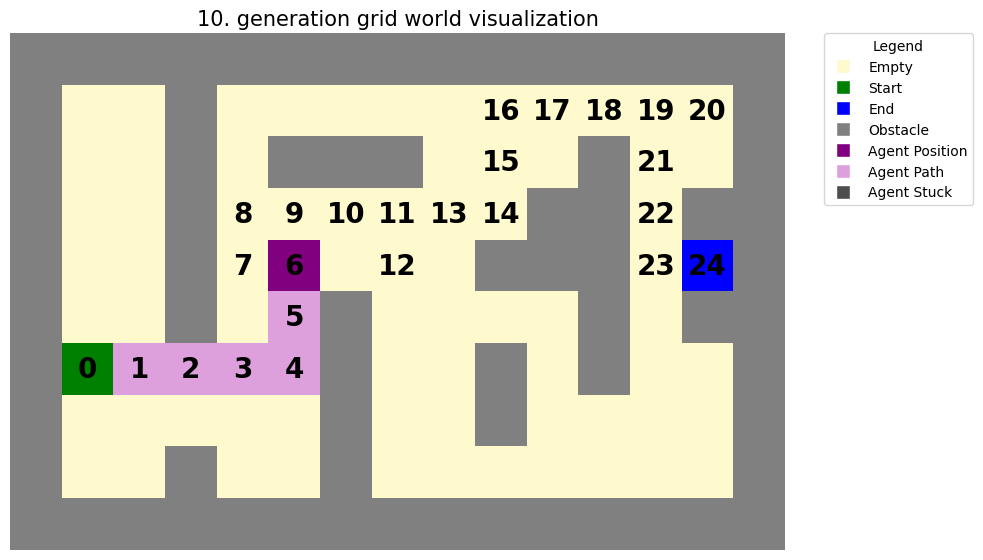 10. generation grid world visualization
16 17 18 19 20
15 21
8 9 10 11 13 14 22
7 6 12 23 24
5
0 1 2 3 4
Legend
Empty
Start
End
Obstacle
Agent Position
Agent Path
Agent Stuck